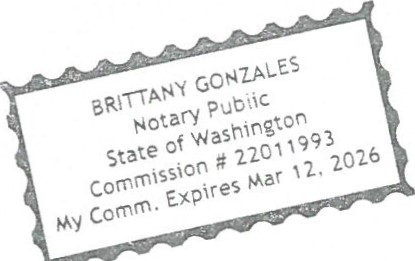 BRITTANY GONZALES
Notary Public
State of Washington
Commission # 22011993
My Comm. Expires Mar 12, 2026